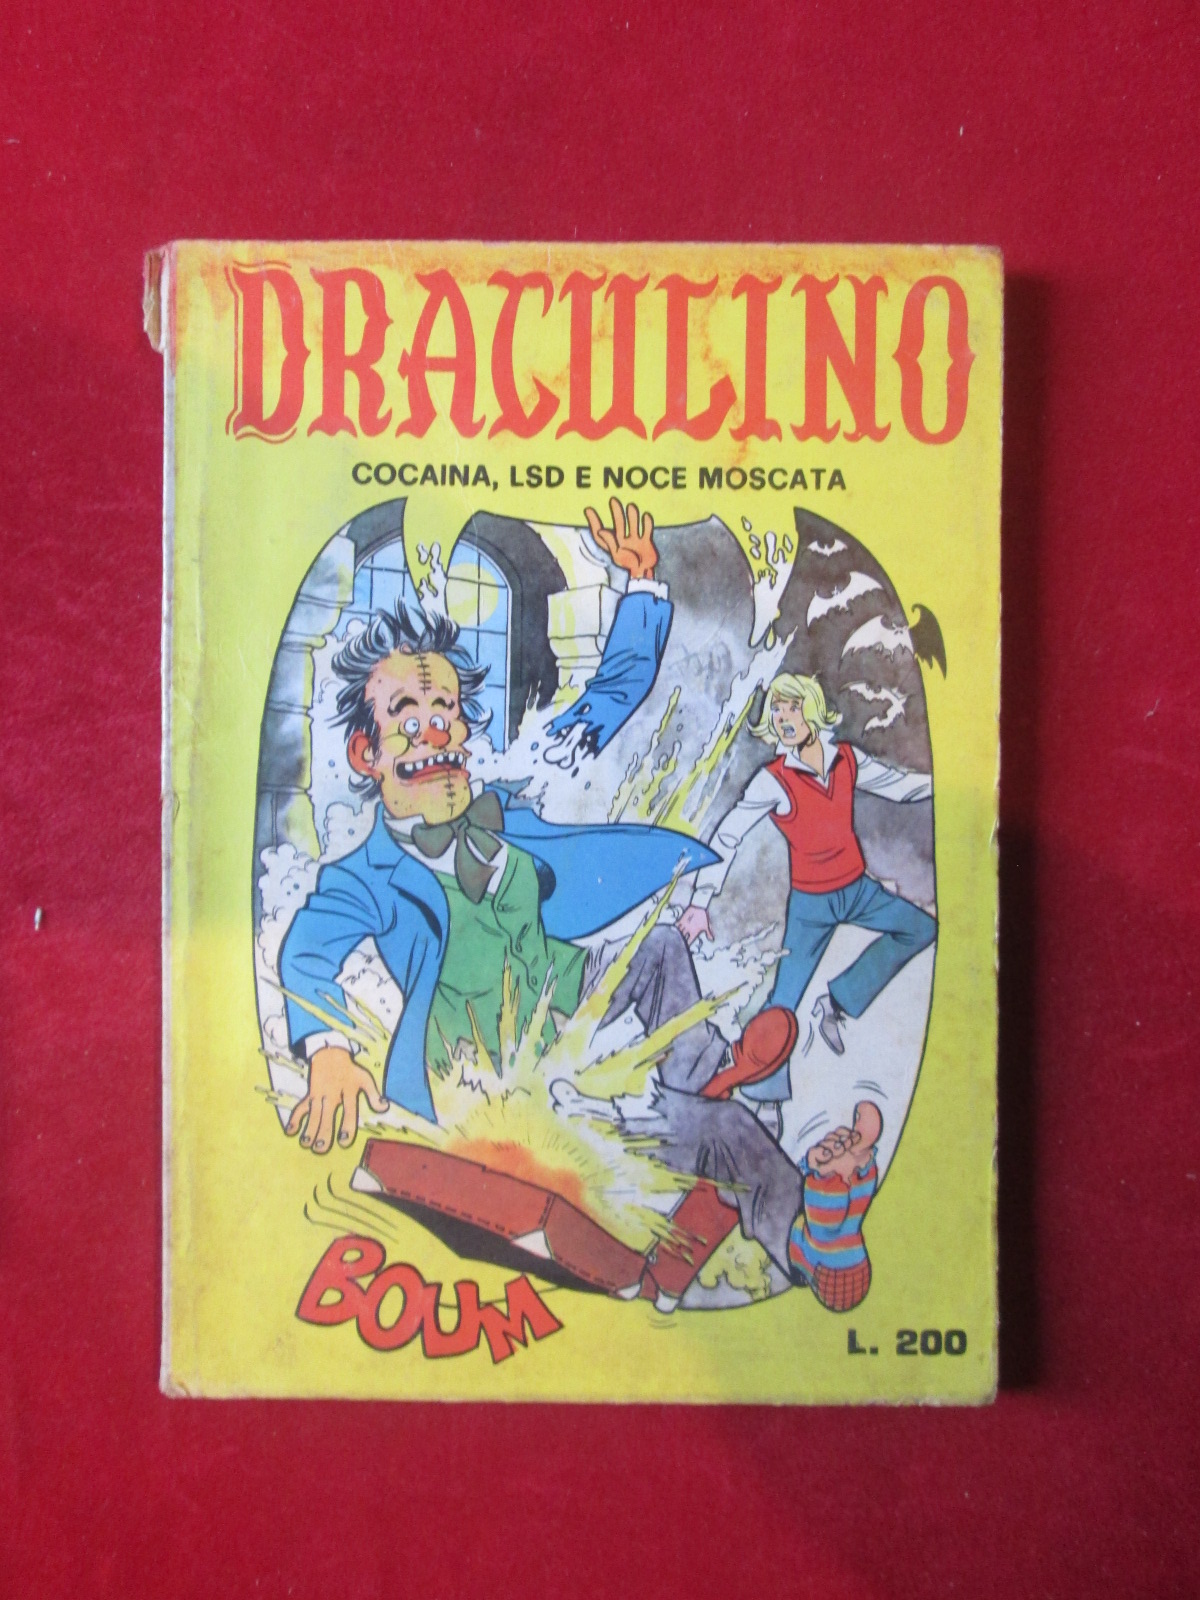 DRACULINO
COCAINA, LSD E NOCE MOSCATA
BOUM
L. 200